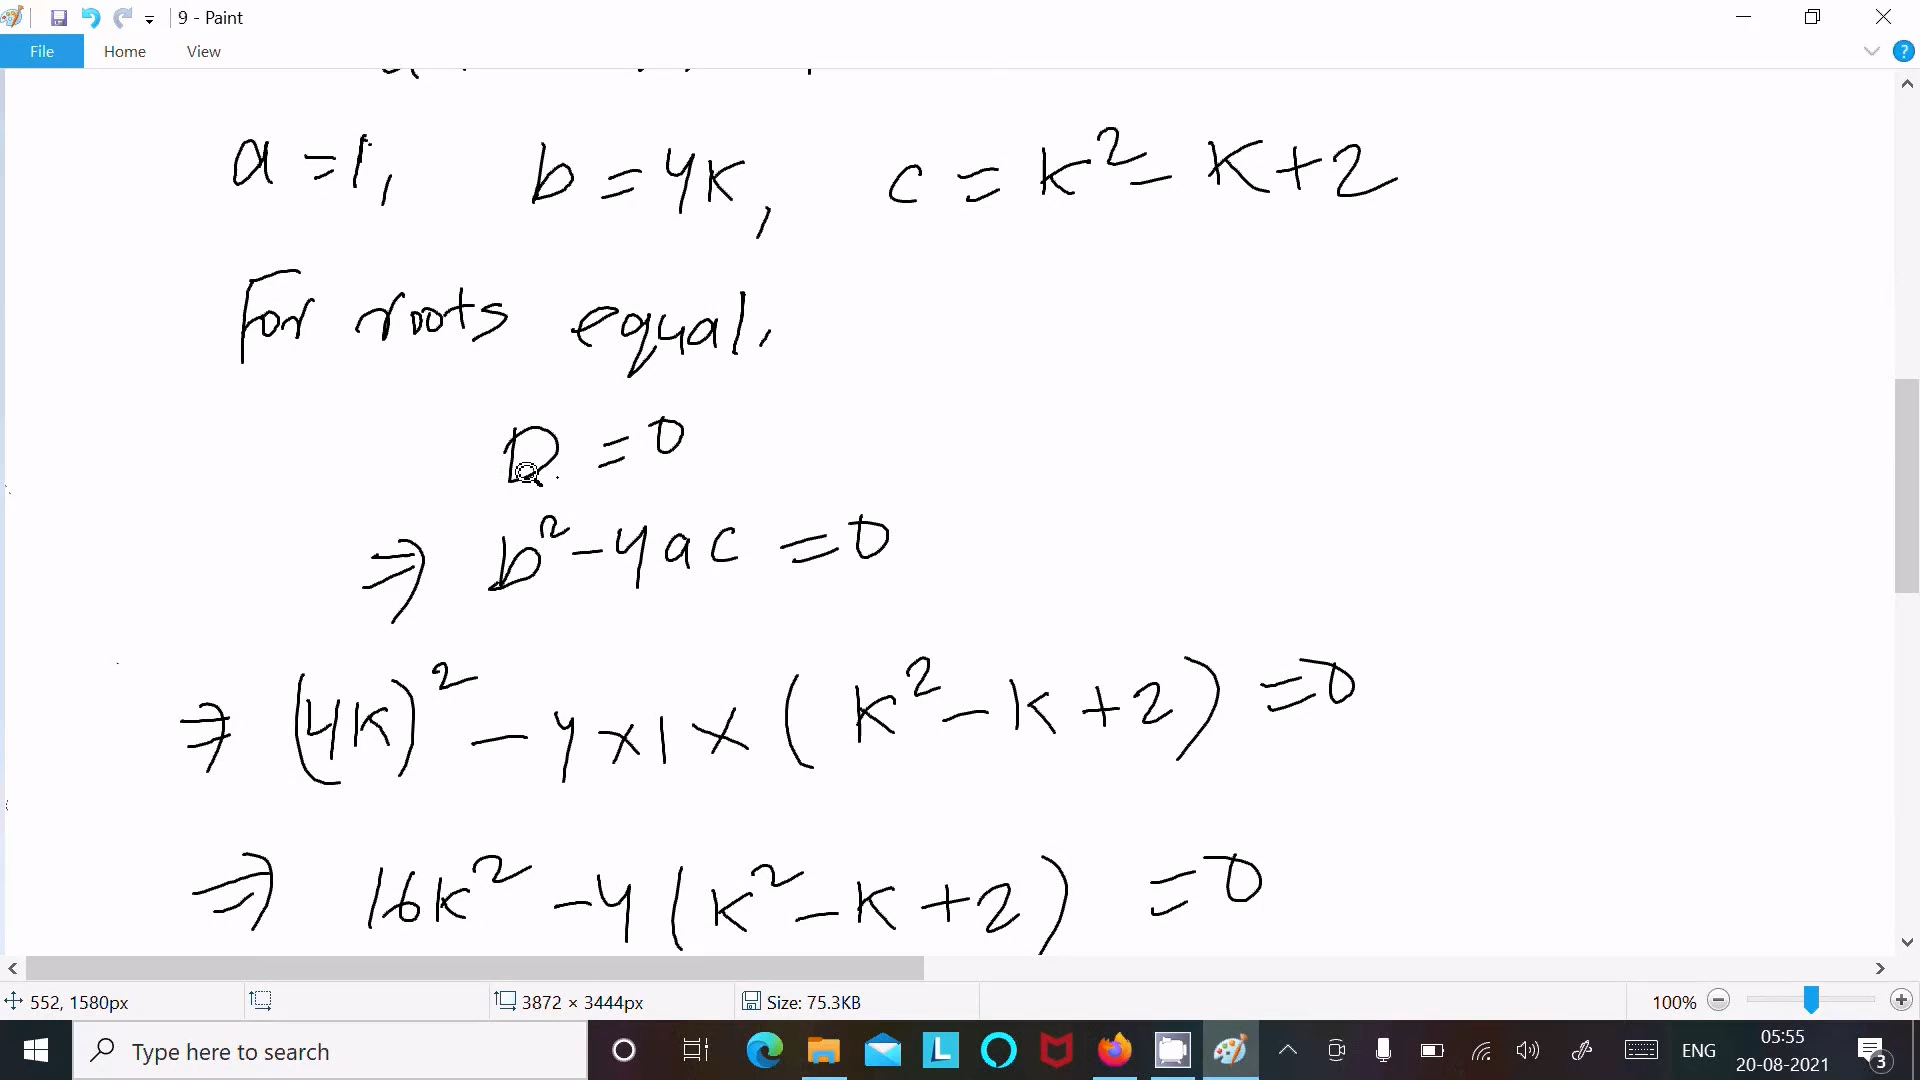 9 - Paint
File Home View
a = 1, b = 4K, c = K² - K + 2
For roots equal,
D = 0
⇒ b² - 4ac = 0
⇒ (4K)² - 4 × 1 × (K² - K + 2) = 0
⇒ 16K² - 4(K² - K + 2) = 0
552, 1580px 3872 × 3444px Size: 75.3KB 100%
Type here to search ENG 05:55
20-08-2021 3